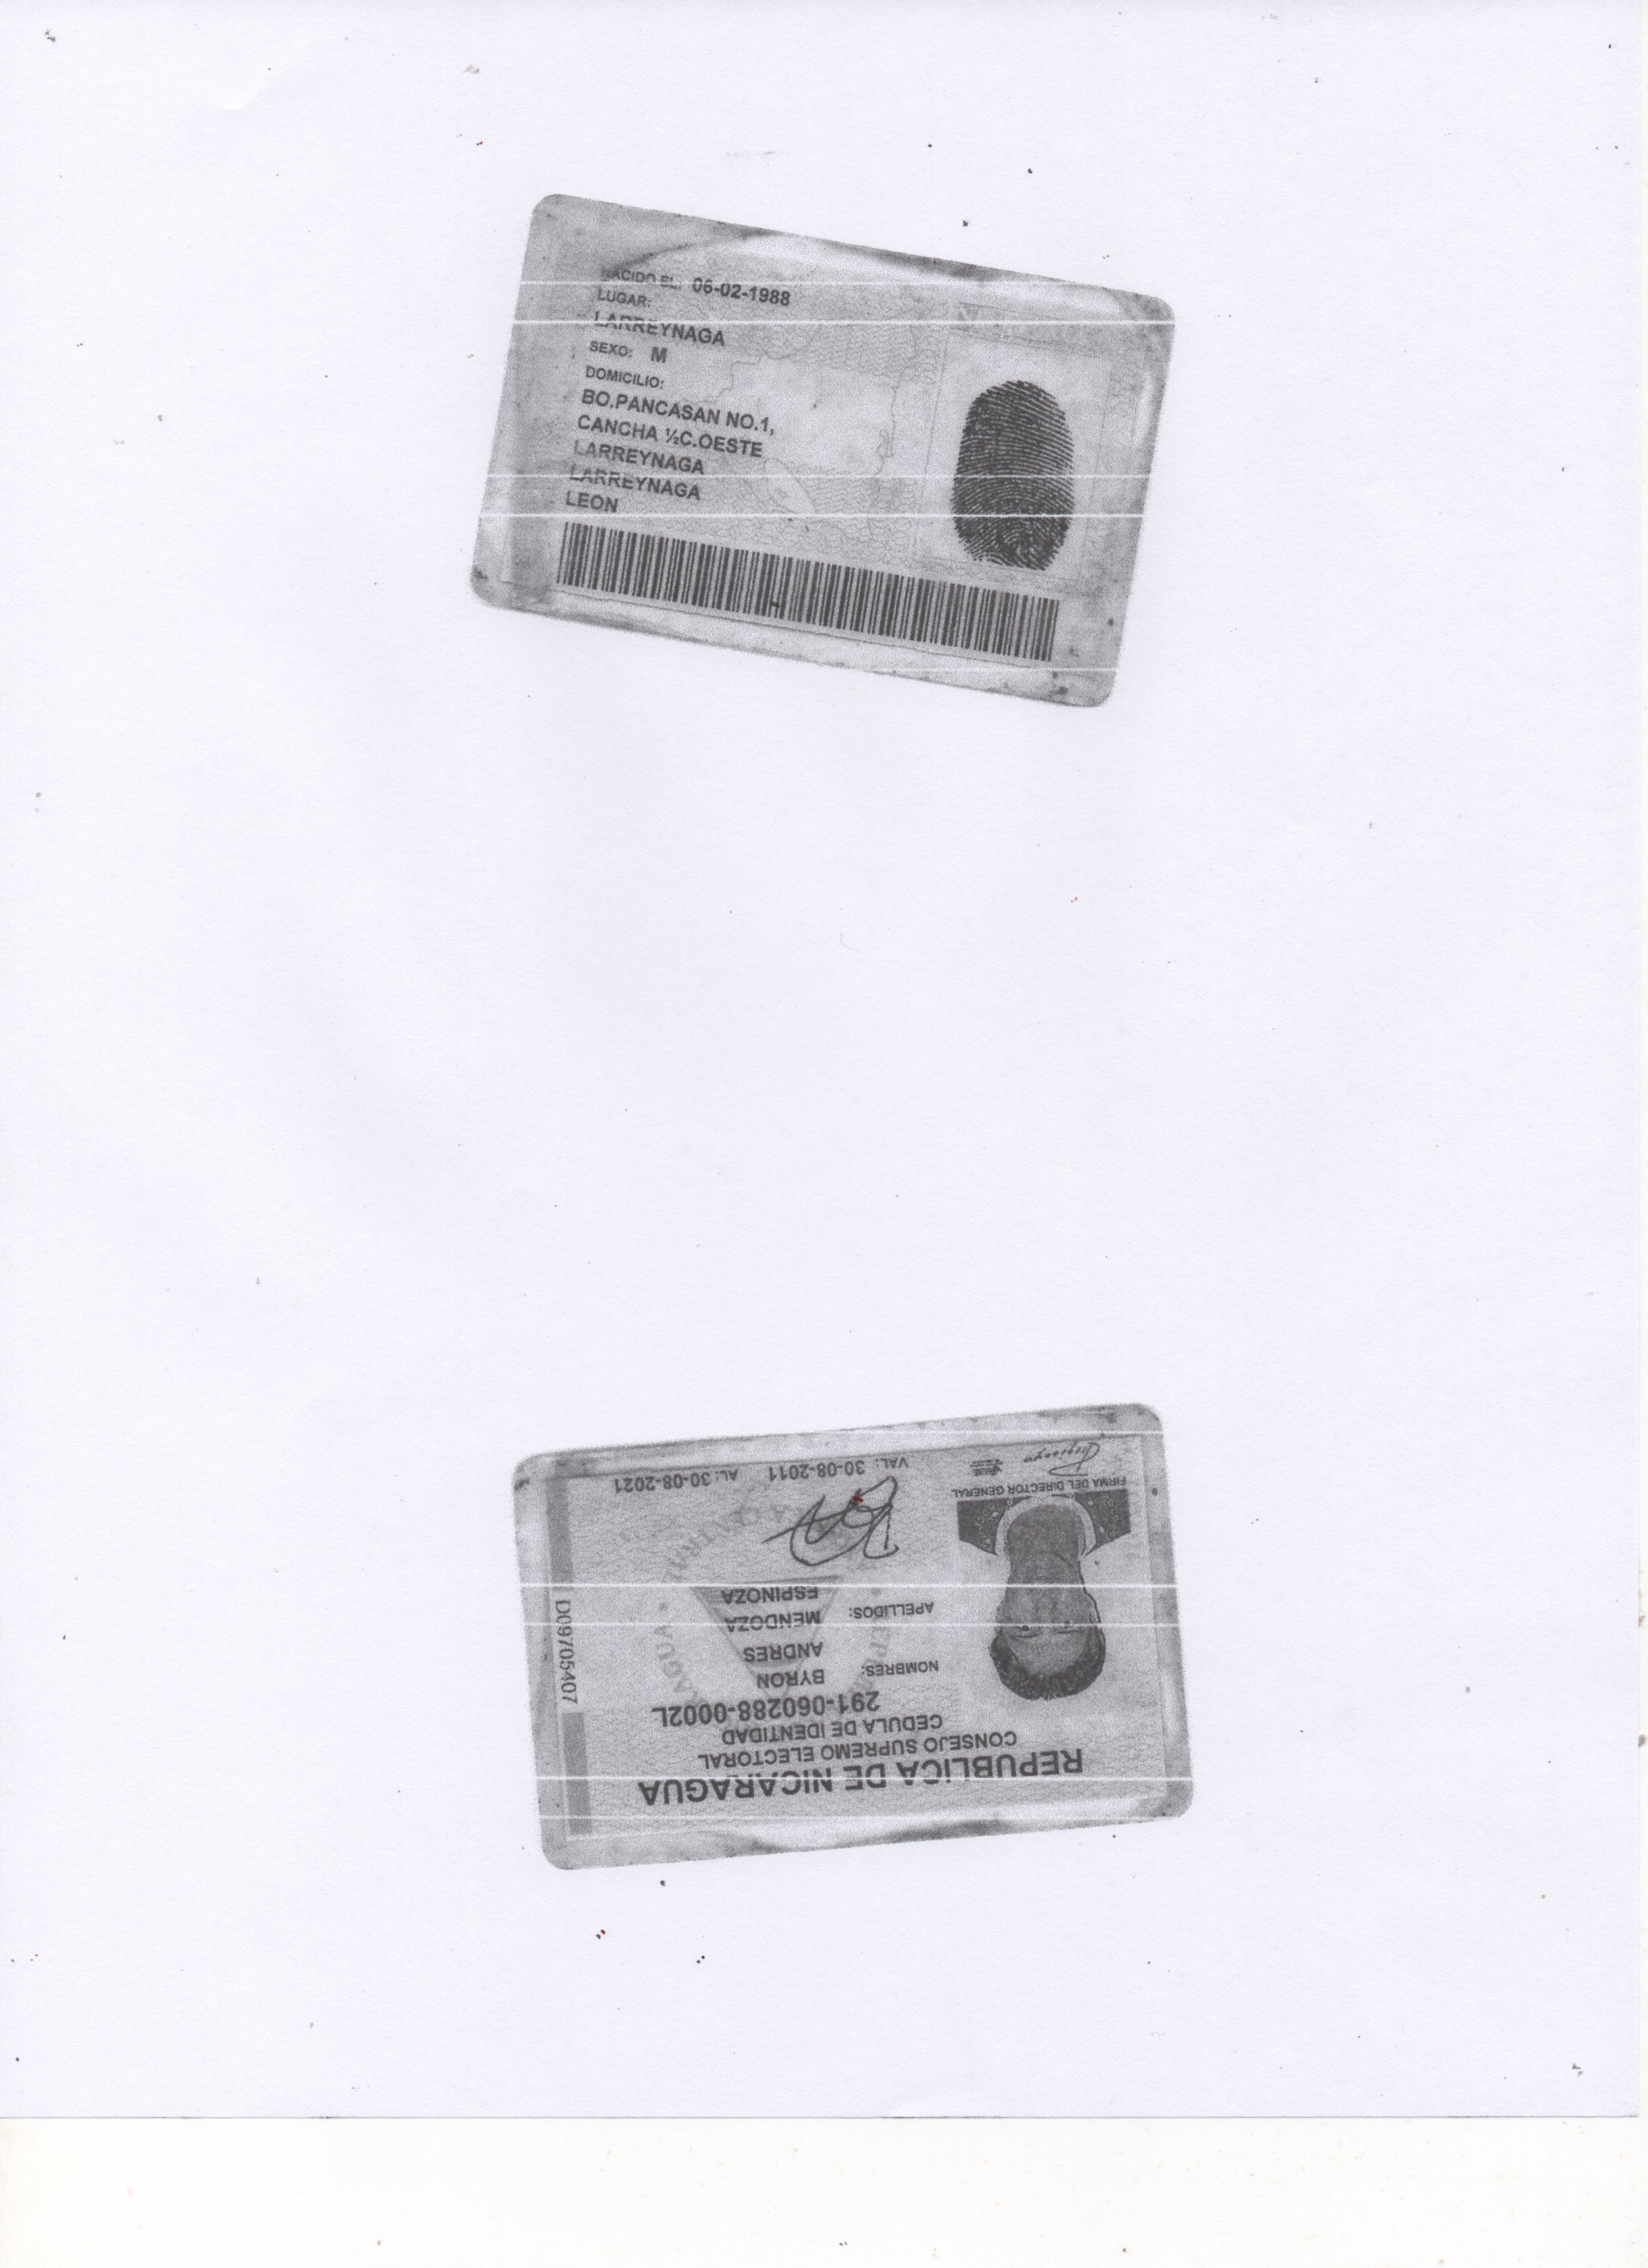 NACIDO EL: 06-02-1988
LUGAR:
LARREYNAGA
SEXO: M
DOMICILIO:
BO.PANCASAN NO.1,
CANCHA ½C.OESTE
LARREYNAGA
LARREYNAGA
LEON
REPUBLICA DE NICARAGUA
CONSEJO SUPREMO ELECTORAL
CEDULA DE IDENTIDAD
291-060288-0002L
NOMBRES: BYRON
ANDRES
APELLIDOS: MENDOZA
ESPINOZA
FIRMA DEL DIRECTOR GENERAL
VAL: 30-08-2011 AL: 30-08-2021
D09705407